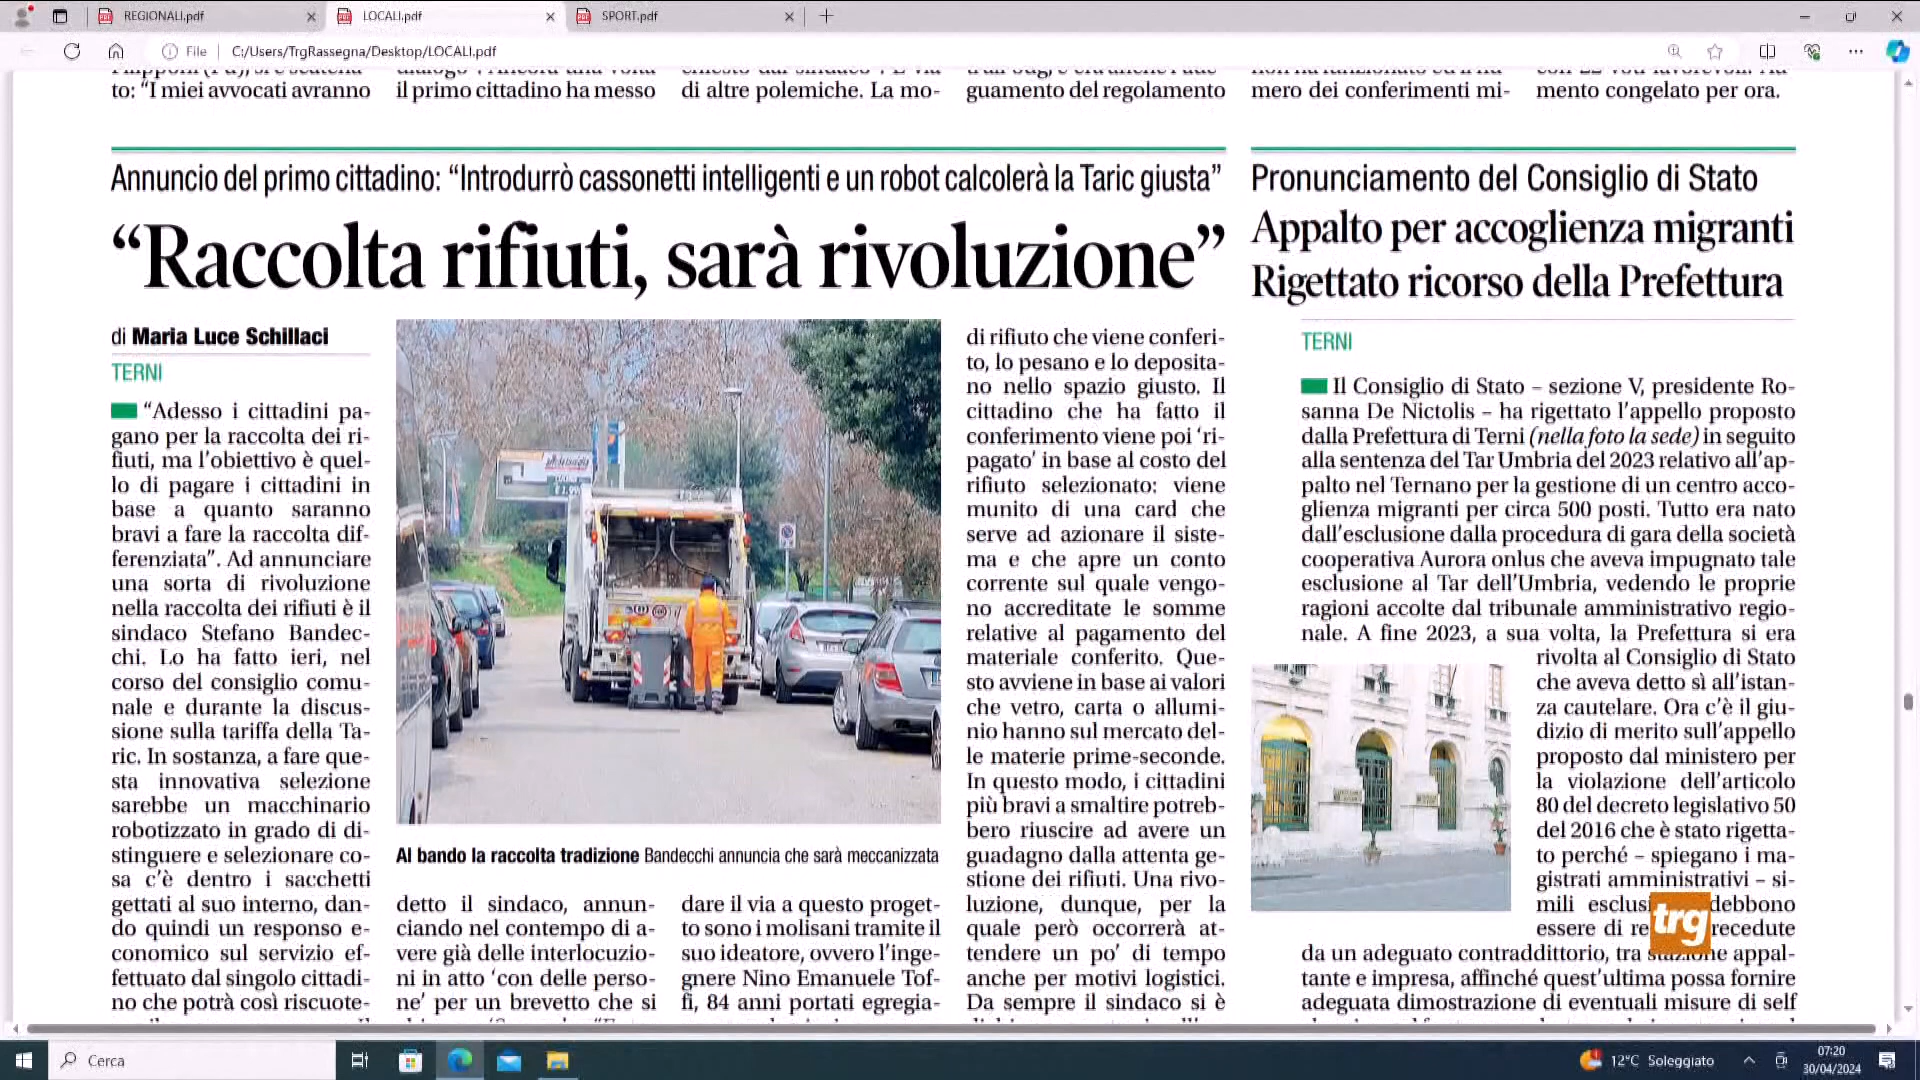 REGIONALI.pdf
LOCALI.pdf
SPORT.pdf
File
C:/Users/TrgRassegna/Desktop/LOCALI.pdf
to: “I miei avvocati avranno
il primo cittadino ha messo
di altre polemiche. La mo-
guamento del regolamento
mero dei conferimenti mi-
mento congelato per ora.
Annuncio del primo cittadino: “Introdurrò cassonetti intelligenti e un robot calcolerà la Taric giusta”
“Raccolta rifiuti, sarà rivoluzione”
di Maria Luce Schillaci
TERNI
“Adesso i cittadini pa-
gano per la raccolta dei ri-
fiuti, ma l’obiettivo è quel-
lo di pagare i cittadini in
base a quanto saranno
bravi a fare la raccolta dif-
ferenziata”. Ad annunciare
una sorta di rivoluzione
nella raccolta dei rifiuti è il
sindaco Stefano Bandec-
chi. Lo ha fatto ieri, nel
corso del consiglio comu-
nale e durante la discus-
sione sulla tariffa della Ta-
ric. In sostanza, a fare que-
sta innovativa selezione
sarebbe un macchinario
robotizzato in grado di di-
stinguere e selezionare co-
sa c’è dentro i sacchetti
gettati al suo interno, dan-
do quindi un responso e-
conomico sul servizio ef-
fettuato dal singolo cittadi-
no che potrà così riscuote-
Al bando la raccolta tradizione Bandecchi annuncia che sarà meccanizzata
detto il sindaco, annun-
ciando nel contempo di a-
vere già delle interlocuzio-
ni in atto ‘con delle perso-
ne’ per un brevetto che si
dare il via a questo proget-
to sono i molisani tramite il
suo ideatore, ovvero l’inge-
gnere Nino Emanuele Tof-
fi, 84 anni portati egregia-
di rifiuto che viene conferi-
to, lo pesano e lo deposita-
no nello spazio giusto. Il
cittadino che ha fatto il
conferimento viene poi ‘ri-
pagato’ in base al costo del
rifiuto selezionato: viene
munito di una card che
serve ad azionare il siste-
ma e che apre un conto
corrente sul quale vengo-
no accreditate le somme
relative al pagamento del
materiale conferito. Que-
sto avviene in base ai valori
che vetro, carta o allumi-
nio hanno sul mercato del-
le materie prime-seconde.
In questo modo, i cittadini
più bravi a smaltire potreb-
bero riuscire ad avere un
guadagno dalla attenta ge-
stione dei rifiuti. Una rivo-
luzione, dunque, per la
quale però occorrerà at-
tendere un po’ di tempo
anche per motivi logistici.
Da sempre il sindaco si è
Pronunciamento del Consiglio di Stato
Appalto per accoglienza migranti
Rigettato ricorso della Prefettura
TERNI
Il Consiglio di Stato – sezione V, presidente Ro-
sanna De Nictolis – ha rigettato l’appello proposto
dalla Prefettura di Terni (nella foto la sede) in seguito
alla sentenza del Tar Umbria del 2023 relativo all’ap-
palto nel Ternano per la gestione di un centro acco-
glienza migranti per circa 500 posti. Tutto era nato
dall’esclusione dalla procedura di gara della società
cooperativa Aurora onlus che aveva impugnato tale
esclusione al Tar dell’Umbria, vedendo le proprie
ragioni accolte dal tribunale amministrativo regio-
nale. A fine 2023, a sua volta, la Prefettura si era
rivolta al Consiglio di Stato
che aveva detto sì all’istan-
za cautelare. Ora c’è il giu-
dizio di merito sull’appello
proposto dal ministero per
la violazione dell’articolo
80 del decreto legislativo 50
del 2016 che è stato rigetta-
to perché – spiegano i ma-
gistrati amministrativi – si-
mili debbono
essere di
da un adeguato contraddittorio, tra stazione appal-
tante e impresa, affinché quest’ultima possa fornire
adeguata dimostrazione di eventuali misure di self
trg
Cerca
12°C Soleggiato
07:20
30/04/2024